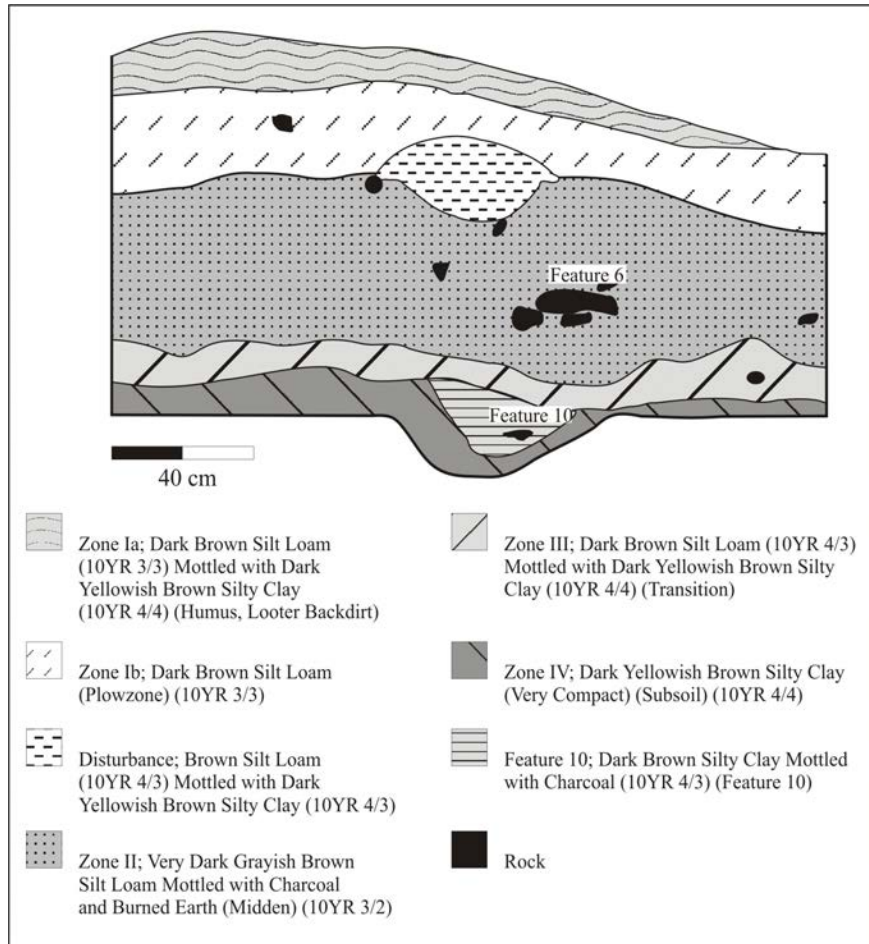 Feature 6
Feature 10
40 cm
Zone Ia; Dark Brown Silt Loam
(10YR 3/3) Mottled with Dark
Yellowish Brown Silty Clay
(10YR 4/4) (Humus, Looter Backdirt)
Zone Ib; Dark Brown Silt Loam
(Plowzone) (10YR 3/3)
Disturbance; Brown Silt Loam
(10YR 4/3) Mottled with Dark
Yellowish Brown Silty Clay (10YR 4/3)
Zone II; Very Dark Grayish Brown
Silt Loam Mottled with Charcoal
and Burned Earth (Midden) (10YR 3/2)
Zone III; Dark Brown Silt Loam (10YR 4/3)
Mottled with Dark Yellowish Brown Silty
Clay (10YR 4/4) (Transition)
Zone IV; Dark Yellowish Brown Silty Clay
(Very Compact) (Subsoil) (10YR 4/4)
Feature 10; Dark Brown Silty Clay Mottled
with Charcoal (10YR 4/3) (Feature 10)
Rock